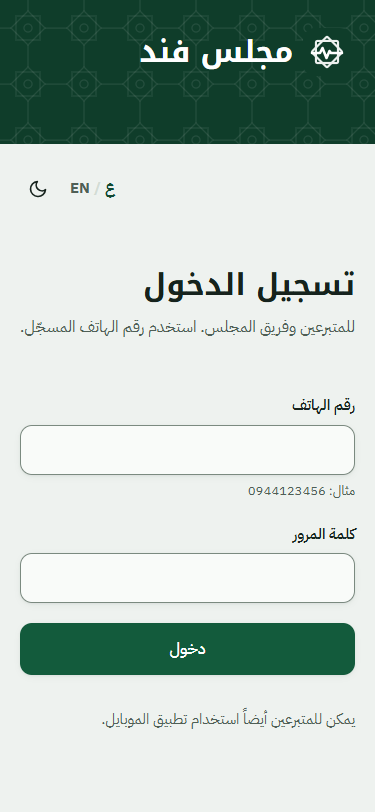 مجلس فند
ع / EN
تسجيل الدخول
للمتبرعين وفريق المجلس. استخدم رقم الهاتف المسجّل.
رقم الهاتف
مثال: 0944123456
كلمة المرور
دخول
يمكن للمتبرعين أيضاً استخدام تطبيق الموبايل.